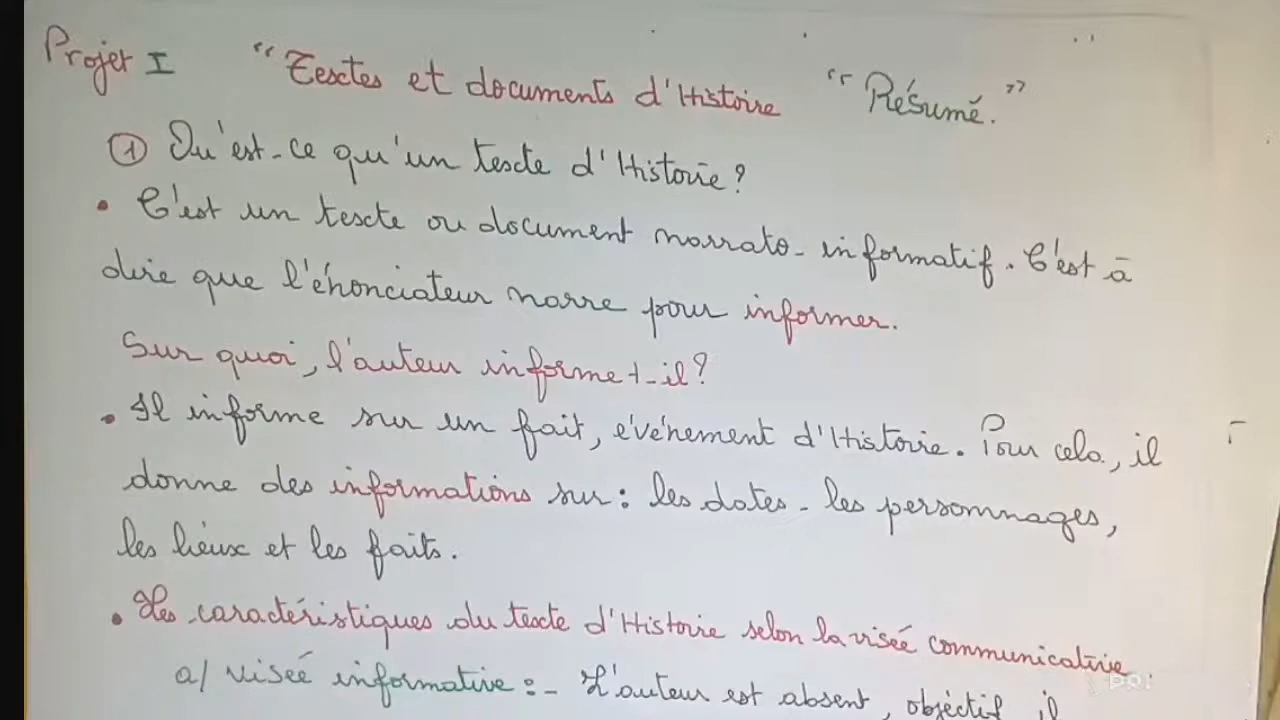 Projet I "Textes et documents d'Histoire "Résumé."
① Qu'est-ce qu'un texte d'Histoire?
• C'est un texte ou document narrato-informatif. C'est à
dire que l'énonciateur narre pour informer.
Sur quoi, l'auteur informe t-il?
• Il informe sur un fait, événement d'Histoire. Pour cela, il
donne des informations sur: les dates - les personnages,
les lieux et les faits.
• Les caractéristiques du texte d'Histoire selon la visée communicative
a/ visée informative: - L'auteur est absent, objectif, il